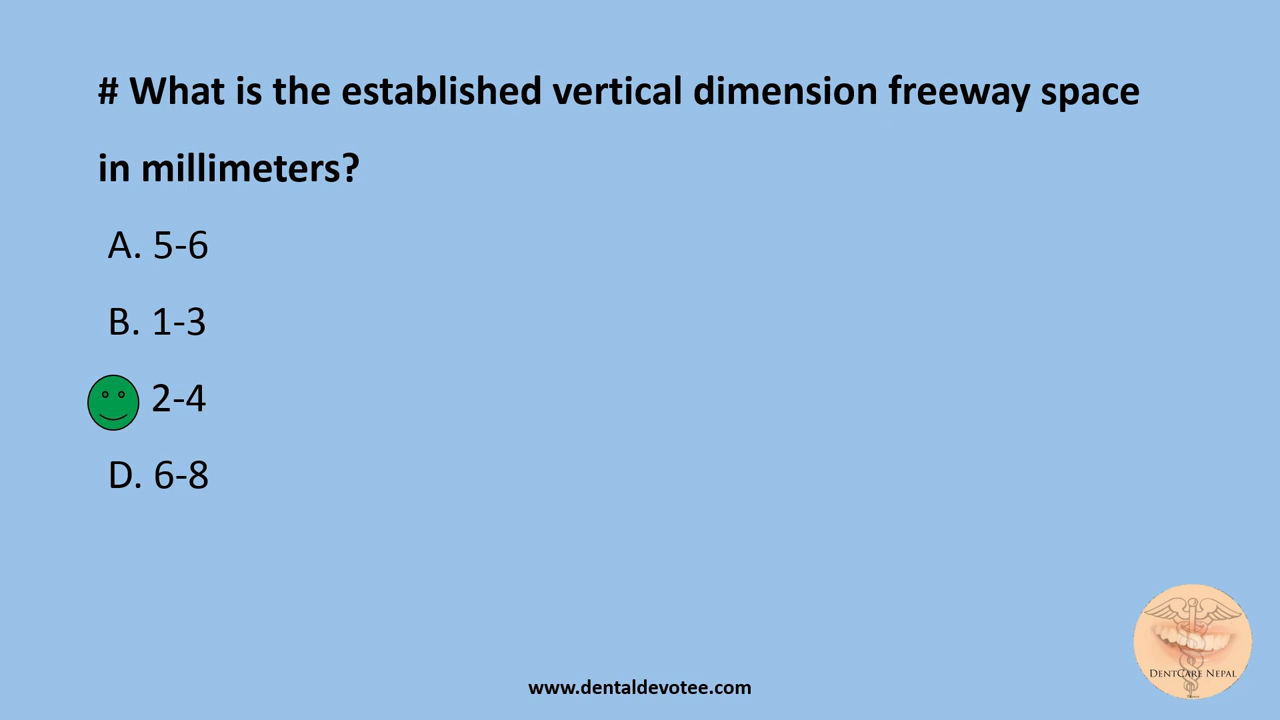 # What is the established vertical dimension freeway space
in millimeters?
A. 5-6
B. 1-3
2-4
D. 6-8
DentCare Nepal
www.dentaldevotee.com